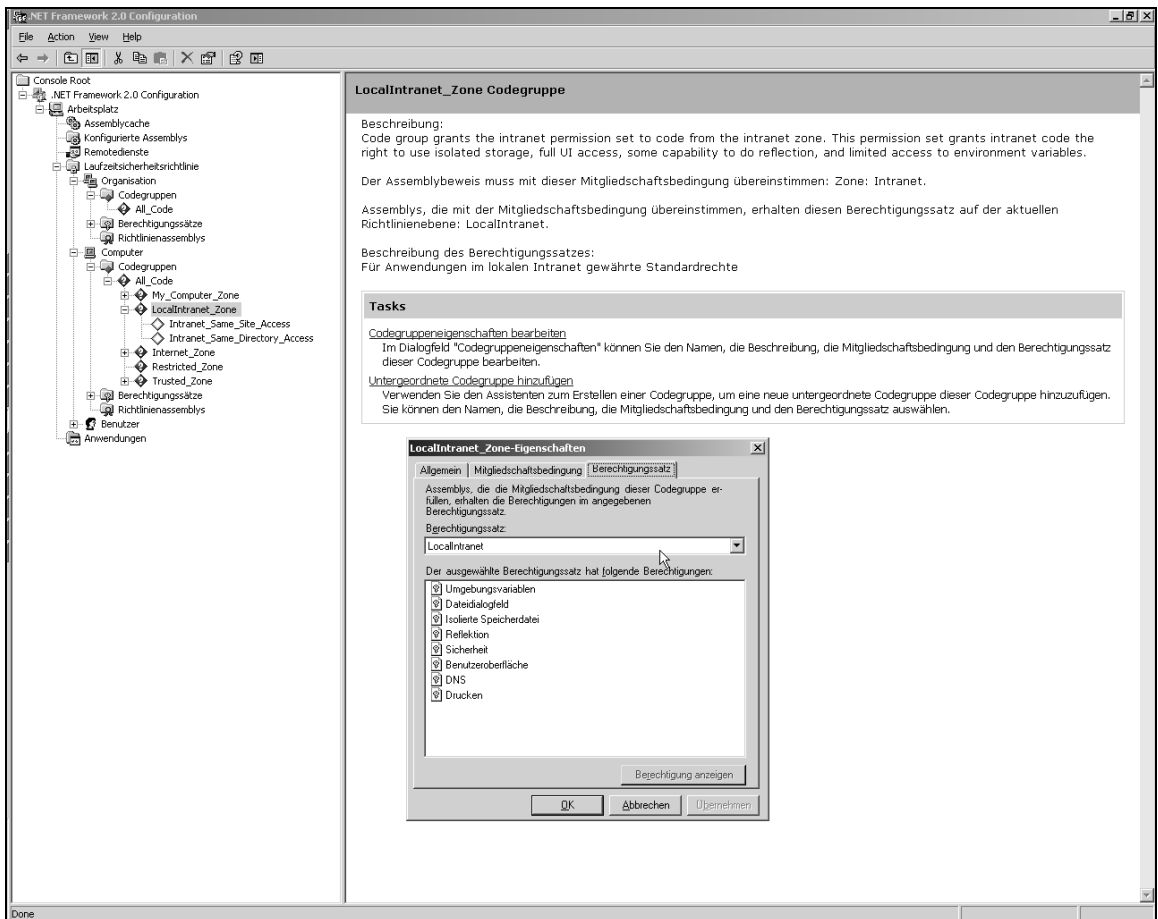 .NET Framework 2.0 Configuration
File Action View Help
Console Root
.NET Framework 2.0 Configuration
Arbeitsplatz
Assemblycache
Konfigurierte Assemblys
Remotedienste
Laufzeitsicherheitsrichtlinie
Organisation
Codegruppen
All_Code
Berechtigungssätze
Richtlinienassemblys
Computer
Codegruppen
All_Code
My_Computer_Zone
LocalIntranet_Zone
Intranet_Same_Site_Access
Intranet_Same_Directory_Access
Internet_Zone
Restricted_Zone
Trusted_Zone
Berechtigungssätze
Richtlinienassemblys
Benutzer
Anwendungen
LocalIntranet_Zone Codegruppe
Beschreibung:
Code group grants the intranet permission set to code from the intranet zone. This permission set grants intranet code the
right to use isolated storage, full UI access, some capability to do reflection, and limited access to environment variables.
Der Assemblybeweis muss mit dieser Mitgliedschaftsbedingung übereinstimmen: Zone: Intranet.
Assemblys, die mit der Mitgliedschaftsbedingung übereinstimmen, erhalten diesen Berechtigungssatz auf der aktuellen
Richtlinienebene: LocalIntranet.
Beschreibung des Berechtigungssatzes:
Für Anwendungen im lokalen Intranet gewährte Standardrechte
Tasks
Codegruppeneigenschaften bearbeiten
Im Dialogfeld "Codegruppeneigenschaften" können Sie den Namen, die Beschreibung, die Mitgliedschaftsbedingung und den Berechtigungssatz
dieser Codegruppe bearbeiten.
Untergeordnete Codegruppe hinzufügen
Verwenden Sie den Assistenten zum Erstellen einer Codegruppe, um eine neue untergeordnete Codegruppe dieser Codegruppe hinzuzufügen.
Sie können den Namen, die Beschreibung, die Mitgliedschaftsbedingung und den Berechtigungssatz auswählen.
LocalIntranet_Zone-Eigenschaften
Allgemein Mitgliedschaftsbedingung Berechtigungssatz
Assemblys, die die Mitgliedschaftsbedingung dieser Codegruppe er-
füllen, erhalten die Berechtigungen im angegebenen
Berechtigungssatz.
Berechtigungssatz:
LocalIntranet
Der ausgewählte Berechtigungssatz hat folgende Berechtigungen:
Umgebungsvariablen
Dateidialogfeld
Isolierte Speicherdatei
Reflektion
Sicherheit
Benutzeroberfläche
DNS
Drucken
Berechtigung anzeigen
OK Abbrechen Übernehmen
Done